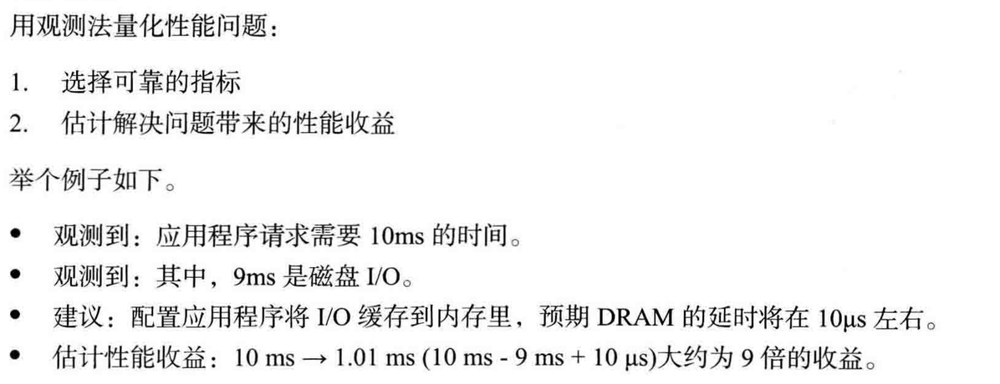 用观测法量化性能问题：
1. 选择可靠的指标
2. 估计解决问题带来的性能收益
举个例子如下。
• 观测到：应用程序请求需要 10ms 的时间。
• 观测到：其中，9ms 是磁盘 I/O。
• 建议：配置应用程序将 I/O 缓存到内存里，预期 DRAM 的延时将在 10μs 左右。
• 估计性能收益：10 ms → 1.01 ms (10 ms - 9 ms + 10 μs)大约为 9 倍的收益。